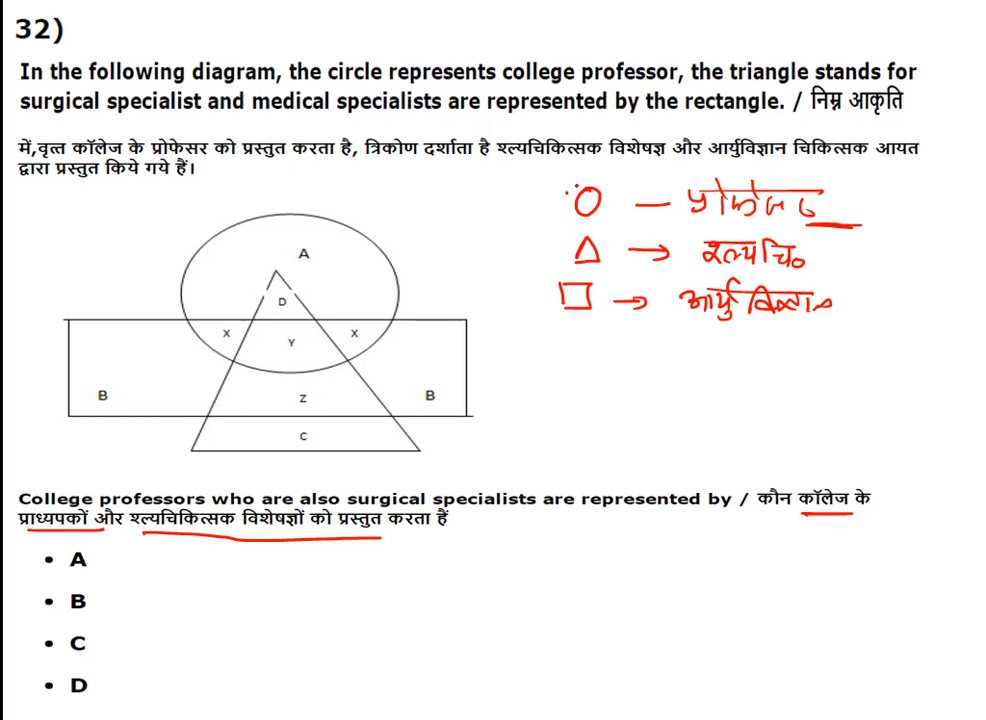 32)
In the following diagram, the circle represents college professor, the triangle stands for
surgical specialist and medical specialists are represented by the rectangle. / निम्न आकृति
में,वृत्त कॉलेज के प्रोफेसर को प्रस्तुत करता है, त्रिकोण दर्शाता है श्ल्यचिकित्सक विशेषज्ञ और आर्युविज्ञान चिकित्सक आयत
द्वारा प्रस्तुत किये गये हैं।
A
D
X
X
Y
B
Z
B
C
College professors who are also surgical specialists are represented by / कौन कॉलेज के
प्राध्यपकों और श्ल्यचिकित्सक विशेषज्ञों को प्रस्तुत करता हैं
• A
• B
• C
• D